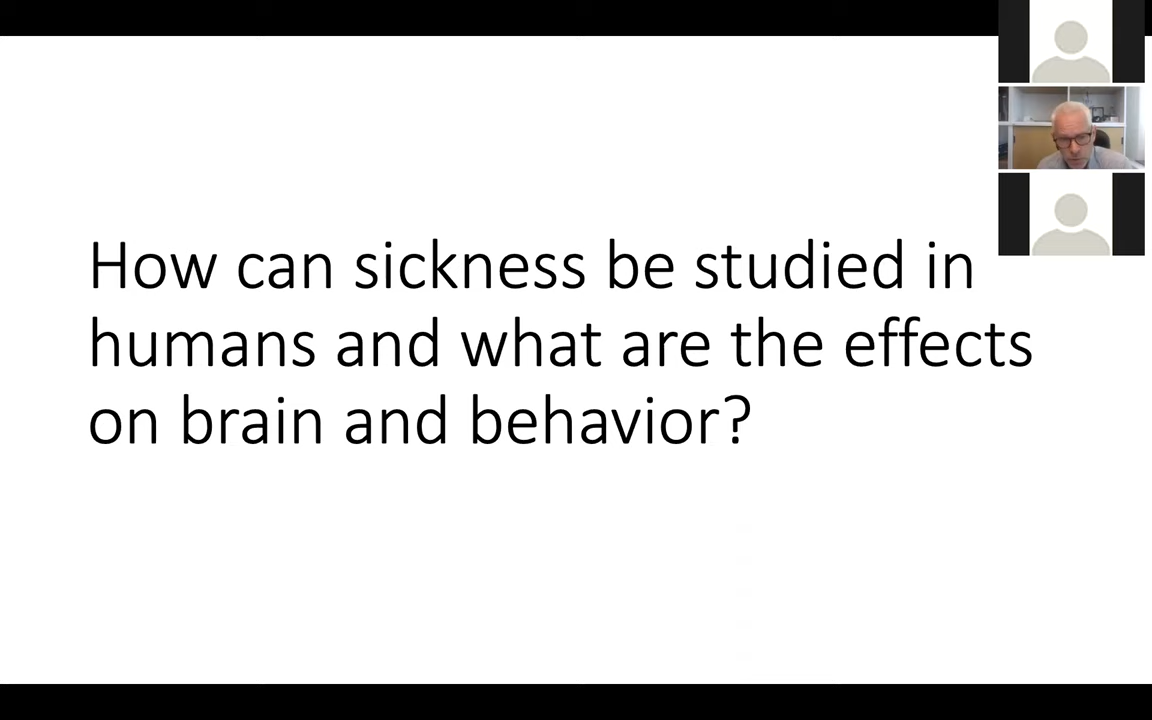 How can sickness be studied in
humans and what are the effects
on brain and behavior?